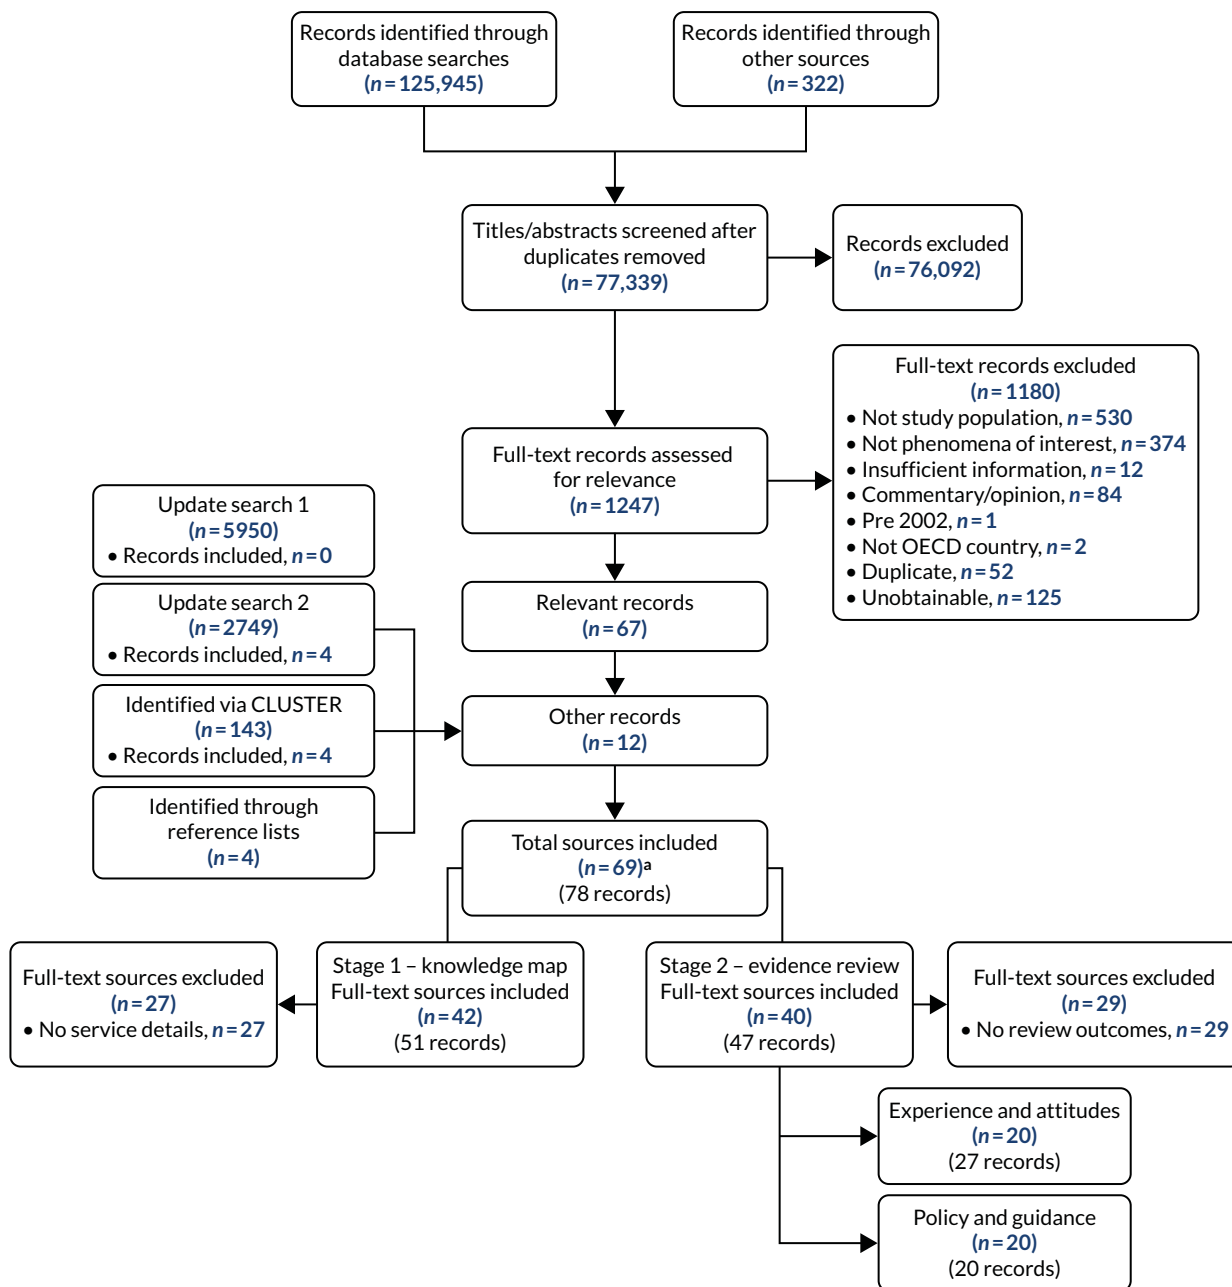 Records identified through
database searches
(n=125,945)
Records identified through
other sources
(n=322)
Titles/abstracts screened after
duplicates removed
(n=77,339)
Records excluded
(n=76,092)
Full-text records excluded
(n=1180)
• Not study population, n=530
• Not phenomena of interest, n=374
• Insufficient information, n=12
• Commentary/opinion, n=84
• Pre 2002, n=1
• Not OECD country, n=2
• Duplicate, n=52
• Unobtainable, n=125
Full-text records assessed
for relevance
(n=1247)
Update search 1
(n=5950)
• Records included, n=0
Update search 2
(n=2749)
• Records included, n=4
Relevant records
(n=67)
Identified via CLUSTER
(n=143)
• Records included, n=4
Other records
(n=12)
Identified through
reference lists
(n=4)
Total sources included
(n=69)a
(78 records)
Full-text sources excluded
(n=27)
• No service details, n=27
Stage 1 – knowledge map
Full-text sources included
(n=42)
(51 records)
Stage 2 – evidence review
Full-text sources included
(n=40)
(47 records)
Full-text sources excluded
(n=29)
• No review outcomes, n=29
Experience and attitudes
(n=20)
(27 records)
Policy and guidance
(n=20)
(20 records)